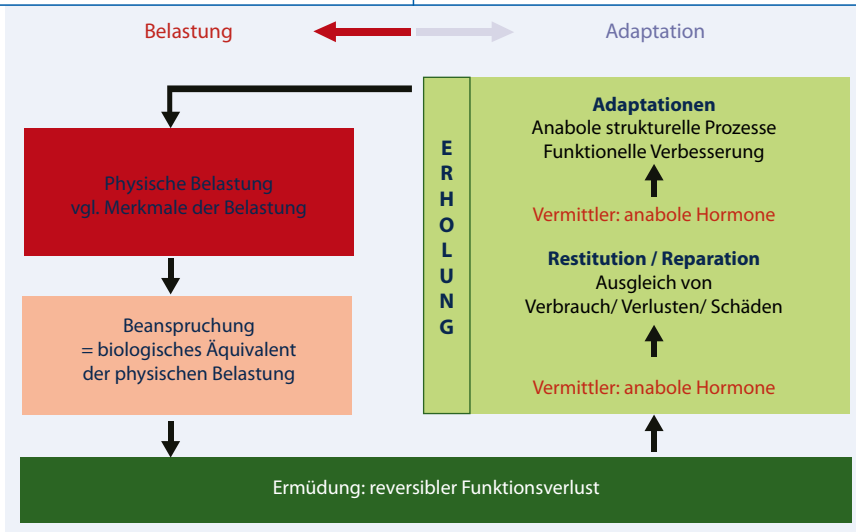 Belastung
Adaptation
Physische Belastung
vgl. Merkmale der Belastung
Beanspruchung
= biologisches Äquivalent
der physischen Belastung
ERHOLUNG
Adaptationen
Anabole strukturelle Prozesse
Funktionelle Verbesserung
Vermittler: anabole Hormone
Restitution / Reparation
Ausgleich von
Verbrauch/ Verlusten/ Schäden
Vermittler: anabole Hormone
Ermüdung: reversibler Funktionsverlust